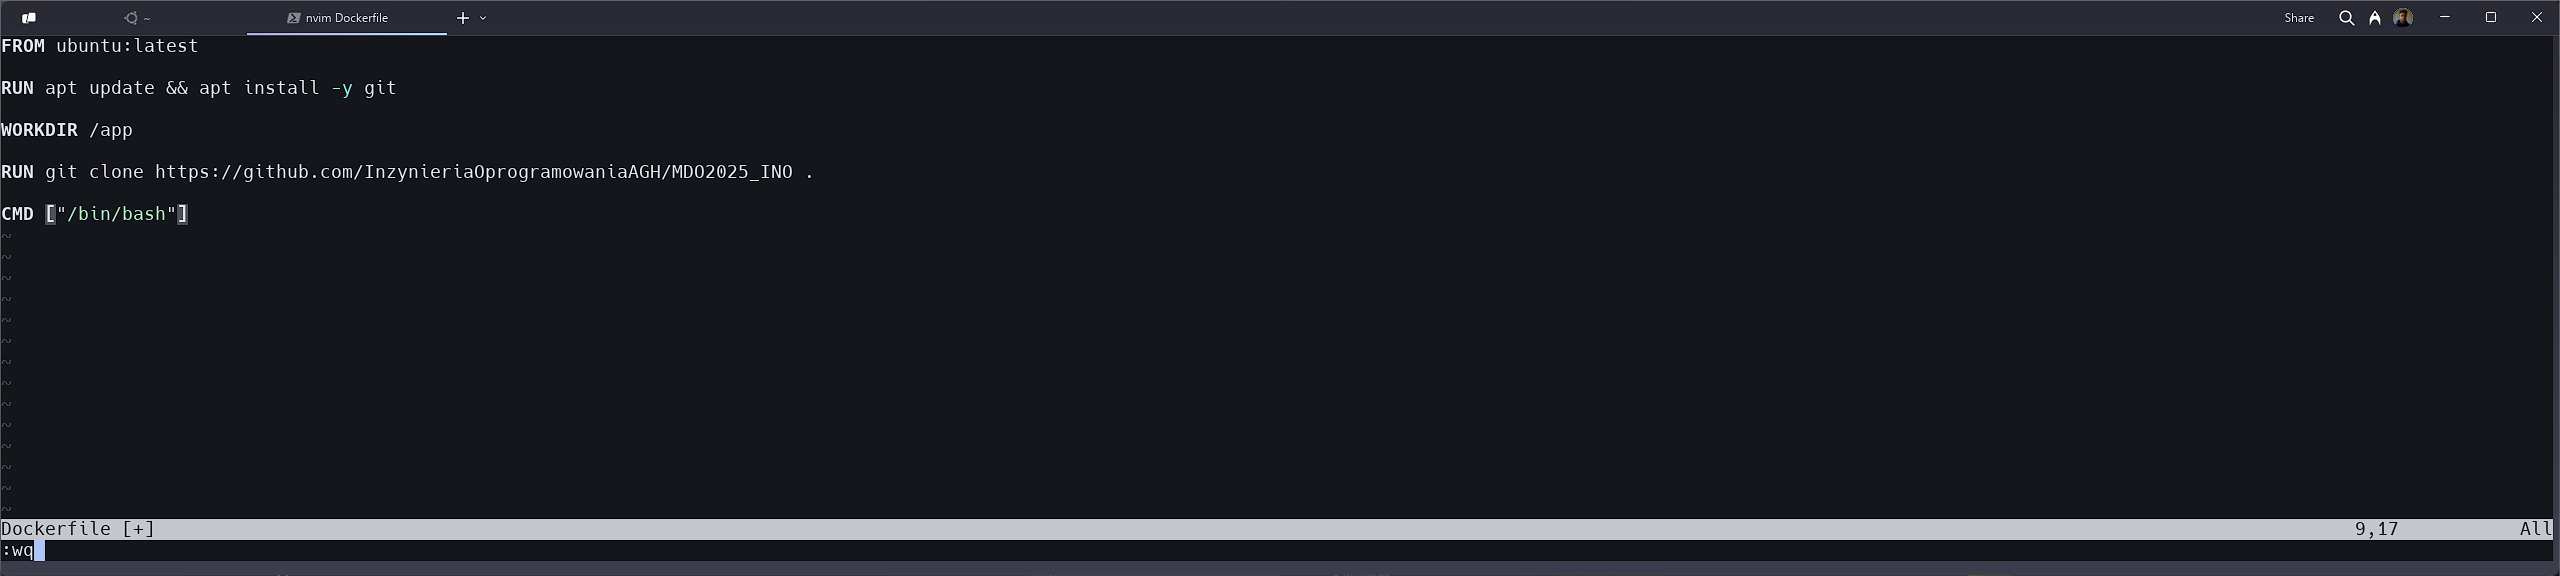 ~ nvim Dockerfile Share
FROM ubuntu:latest
RUN apt update && apt install -y git
WORKDIR /app
RUN git clone https://github.com/InzynieriaOprogramowaniaAGH/MDO2025_INO .
CMD ["/bin/bash"]
~
~
~
~
~
~
~
~
~
~
~
~
~
~
Dockerfile [+] 9,17 All
:wq